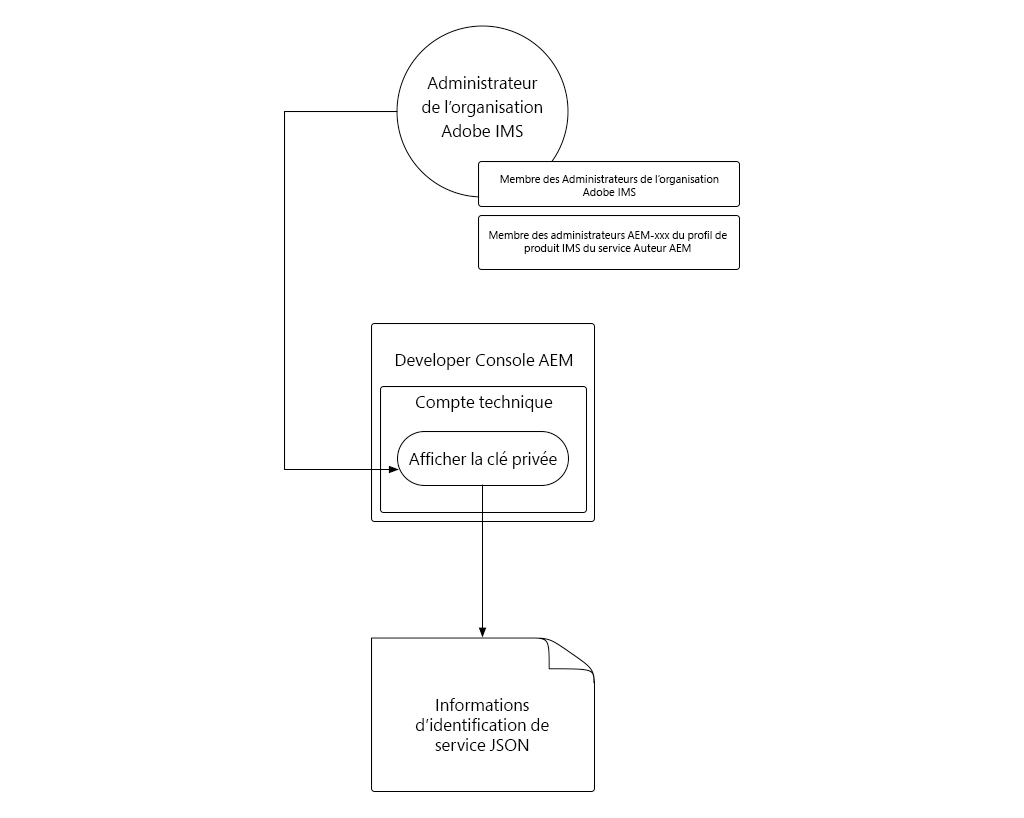 Administrateur
de l’organisation
Adobe IMS
Membre des Administrateurs de l’organisation
Adobe IMS
Membre des administrateurs AEM-xxx du profil de
produit IMS du service Auteur AEM
Developer Console AEM
Compte technique
Afficher la clé privée
Informations
d’identification de
service JSON